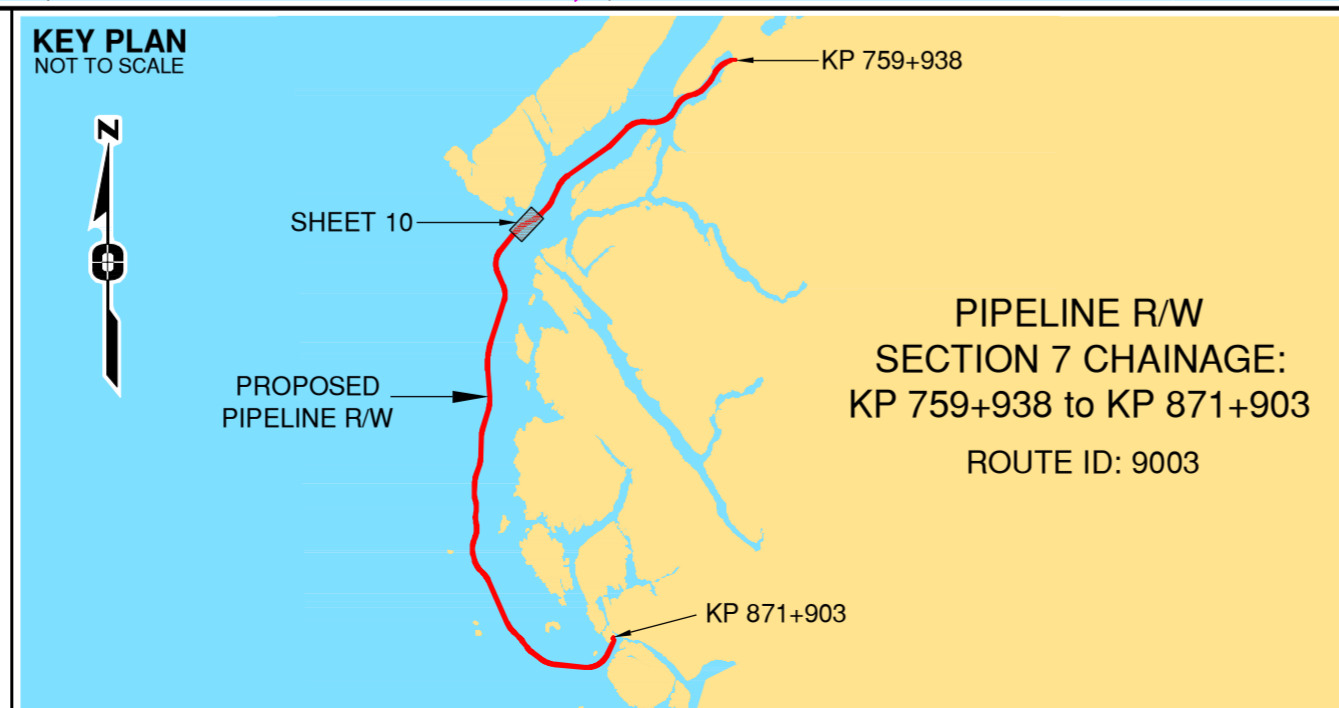 KEY PLAN
NOT TO SCALE
N
KP 759+938
SHEET 10
PROPOSED
PIPELINE R/W
PIPELINE R/W
SECTION 7 CHAINAGE:
KP 759+938 to KP 871+903
ROUTE ID: 9003
KP 871+903